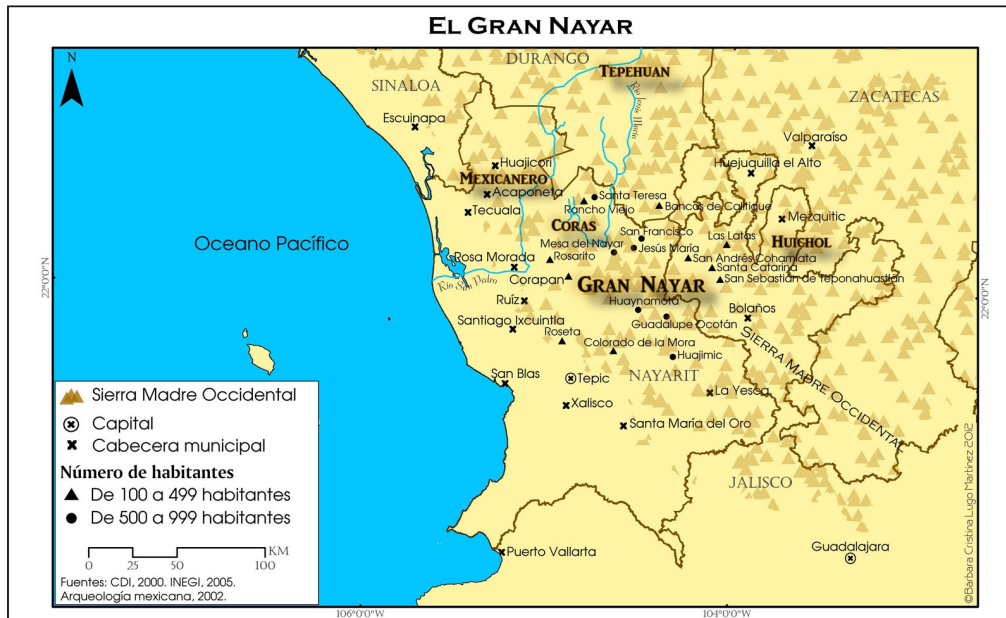 EL GRAN NAYAR
N
DURANGO
TEPEHUAN
SINALOA
ZACATECAS
Río Jesús María
Escuinapa
Valparaíso
Huajicori
Huejuquilla el Alto
MEXICANERO
Acaponeta
Santa Teresa
Rancho Viejo
Bancos de Calitique
Tecuala
Mezquitic
CORAS
San Francisco
Las Latas
HUICHOL
Oceano Pacífico
Mesa del Nayar
Jesús María
Rosarito
San Andrés Cohamiata
Rosa Morada
Santa Catarina
Corapan
San Sebastián de Teponahuastlán
GRAN NAYAR
22°0'0"N
22°0'0"N
Río San Pedro
Ruíz
Huaynamota
Bolaños
Guadalupe Ocotán
Santiago Ixcuintla
Roseta
Colorado de la Mora
SIERRA MADRE OCCIDENTAL
Huajimic
San Blas
Tepic
NAYARIT
La Yesca
Xalisco
Santa María del Oro
JALISCO
Guadalajara
Puerto Vallarta
Sierra Madre Occidental
Capital
Cabecera municipal
Número de habitantes
De 100 a 499 habitantes
De 500 a 999 habitantes
KM
0 25 50 100
Fuentes: CDI, 2000. INEGI, 2005.
Arqueología mexicana, 2002.
©Bárbara Cristina Lugo Martínez 2012
106°0'0"W
104°0'0"W